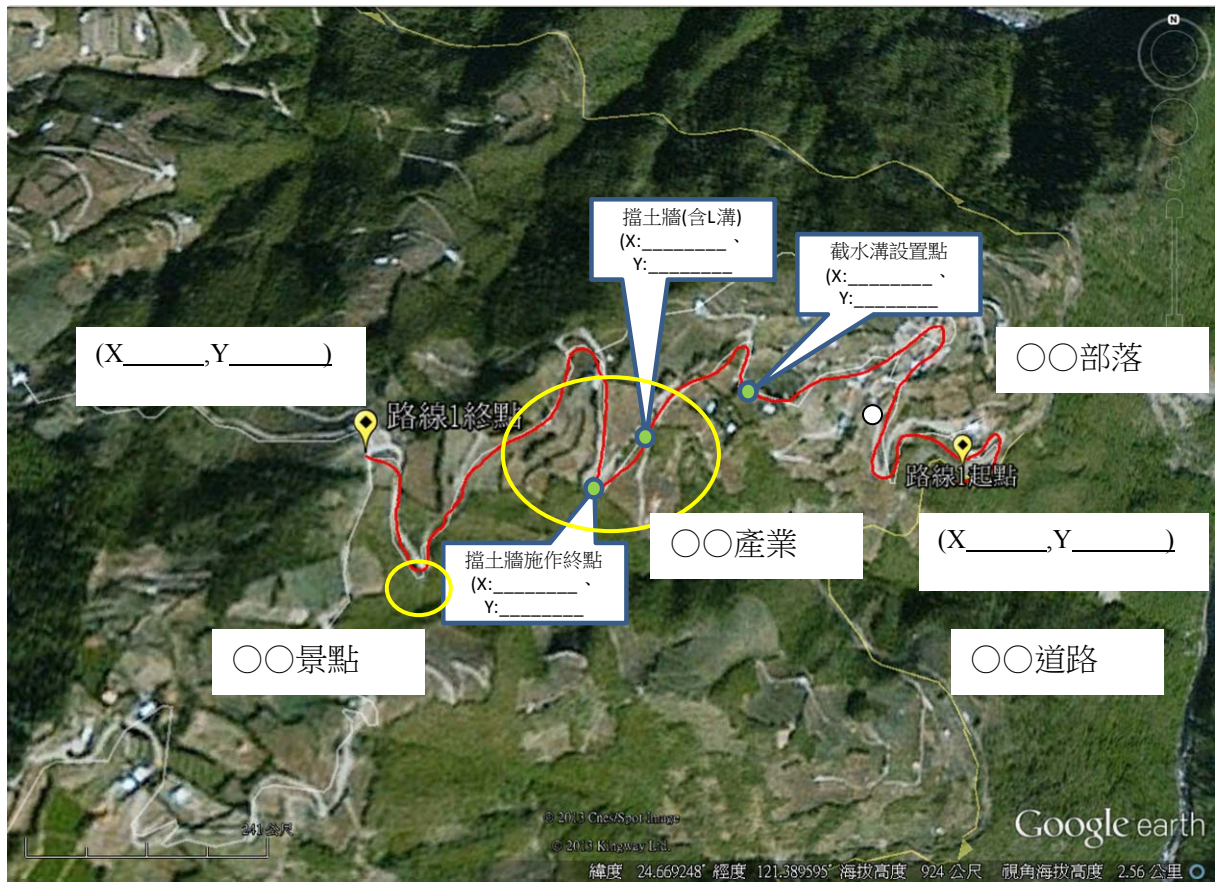 N
擋土牆(含L溝)
(X:________、
Y:________
截水溝設置點
(X:________、
Y:________
(X______,Y________)
○○部落
路線1終點
路線1起點
○○產業
(X______,Y________)
擋土牆施作終點
(X:________、
Y:________
○○景點
○○道路
241 公尺
© 2013 Cnes/Spot Image
© 2013 Kingway Ltd.
Google earth
緯度 24.669248° 經度 121.389595° 海拔高度 924 公尺 視角海拔高度 2.56 公里